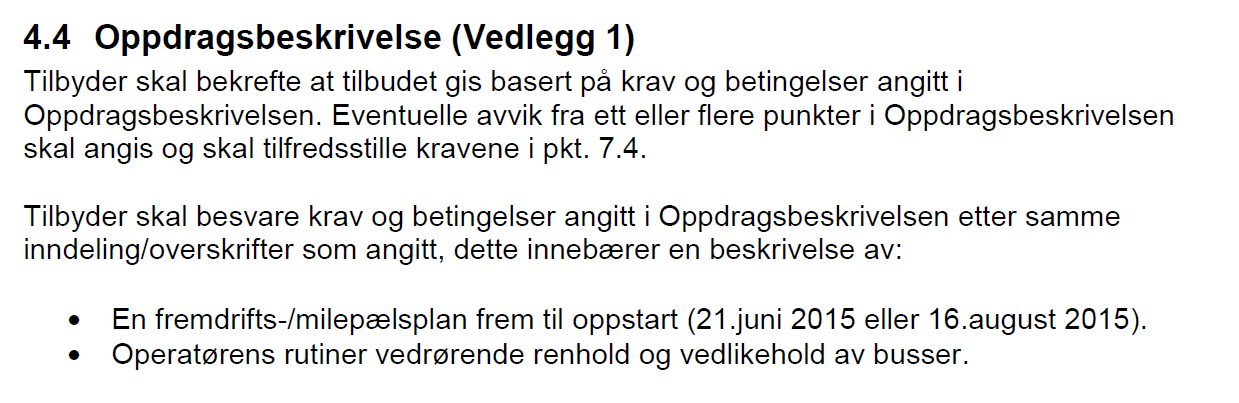 4.4 Oppdragsbeskrivelse (Vedlegg 1)
Tilbyder skal bekrefte at tilbudet gis basert på krav og betingelser angitt i
Oppdragsbeskrivelsen. Eventuelle avvik fra ett eller flere punkter i Oppdragsbeskrivelsen
skal angis og skal tilfredsstille kravene i pkt. 7.4.
Tilbyder skal besvare krav og betingelser angitt i Oppdragsbeskrivelsen etter samme
inndeling/overskrifter som angitt, dette innebærer en beskrivelse av:
• En fremdrifts-/milepælsplan frem til oppstart (21.juni 2015 eller 16.august 2015).
• Operatørens rutiner vedrørende renhold og vedlikehold av busser.